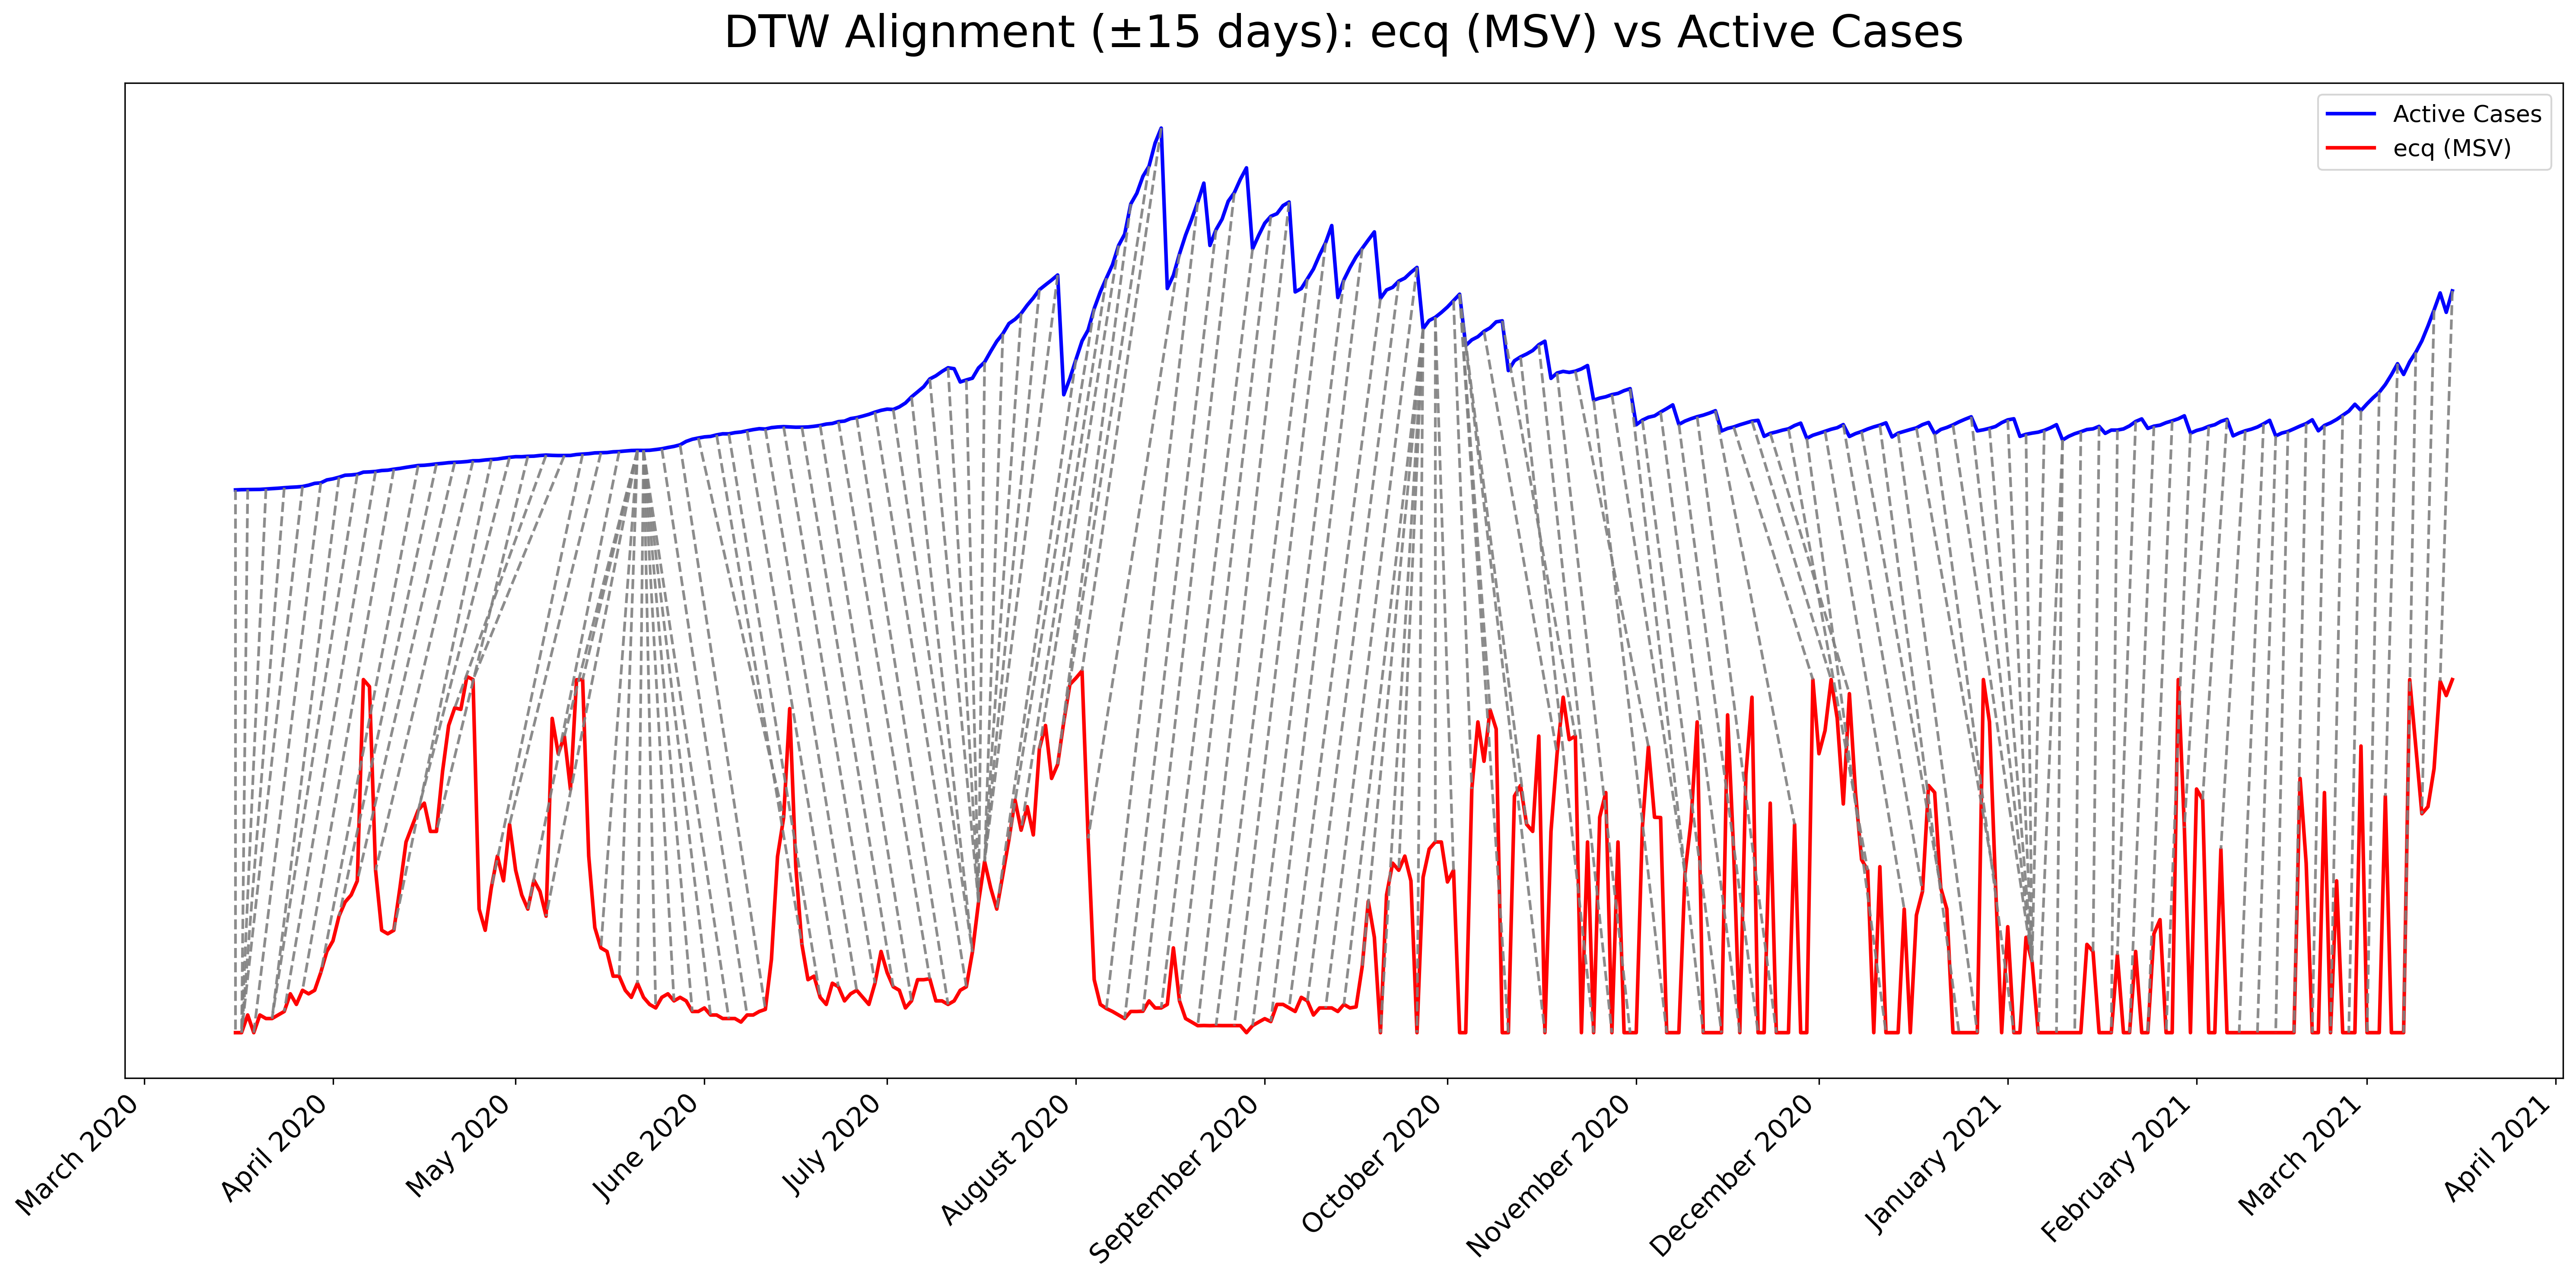 DTW Alignment (±15 days): ecq (MSV) vs Active Cases
Active Cases
ecq (MSV)
March 2020
April 2020
May 2020
June 2020
July 2020
August 2020
September 2020
October 2020
November 2020
December 2020
January 2021
February 2021
March 2021
April 2021